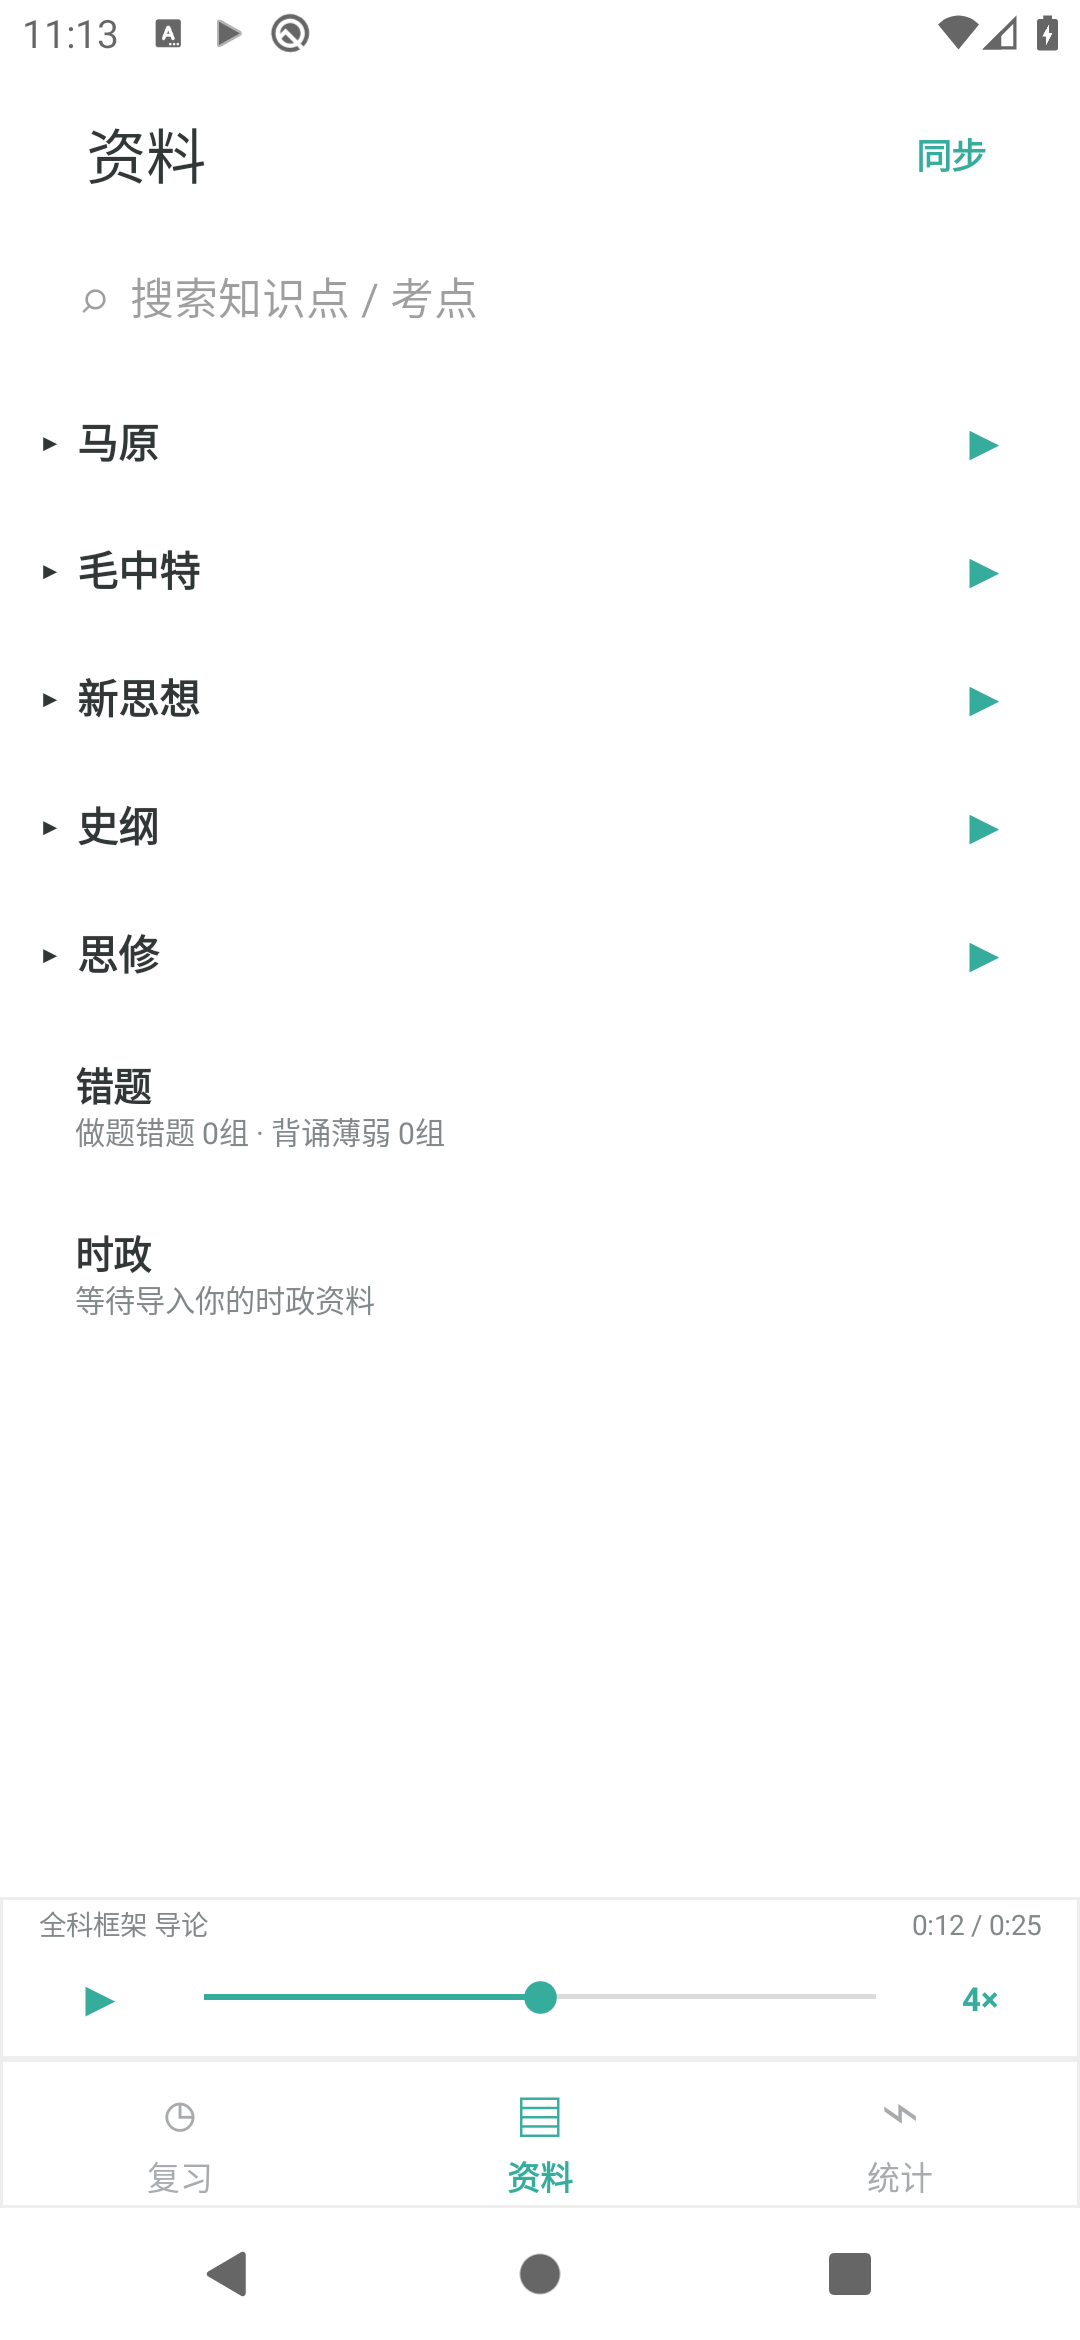 11:13
资料
同步
搜索知识点 / 考点
马原
毛中特
新思想
史纲
思修
错题
做题错题 0组 · 背诵薄弱 0组
时政
等待导入你的时政资料
全科框架 导论
0:12 / 0:25
4×
复习
资料
统计